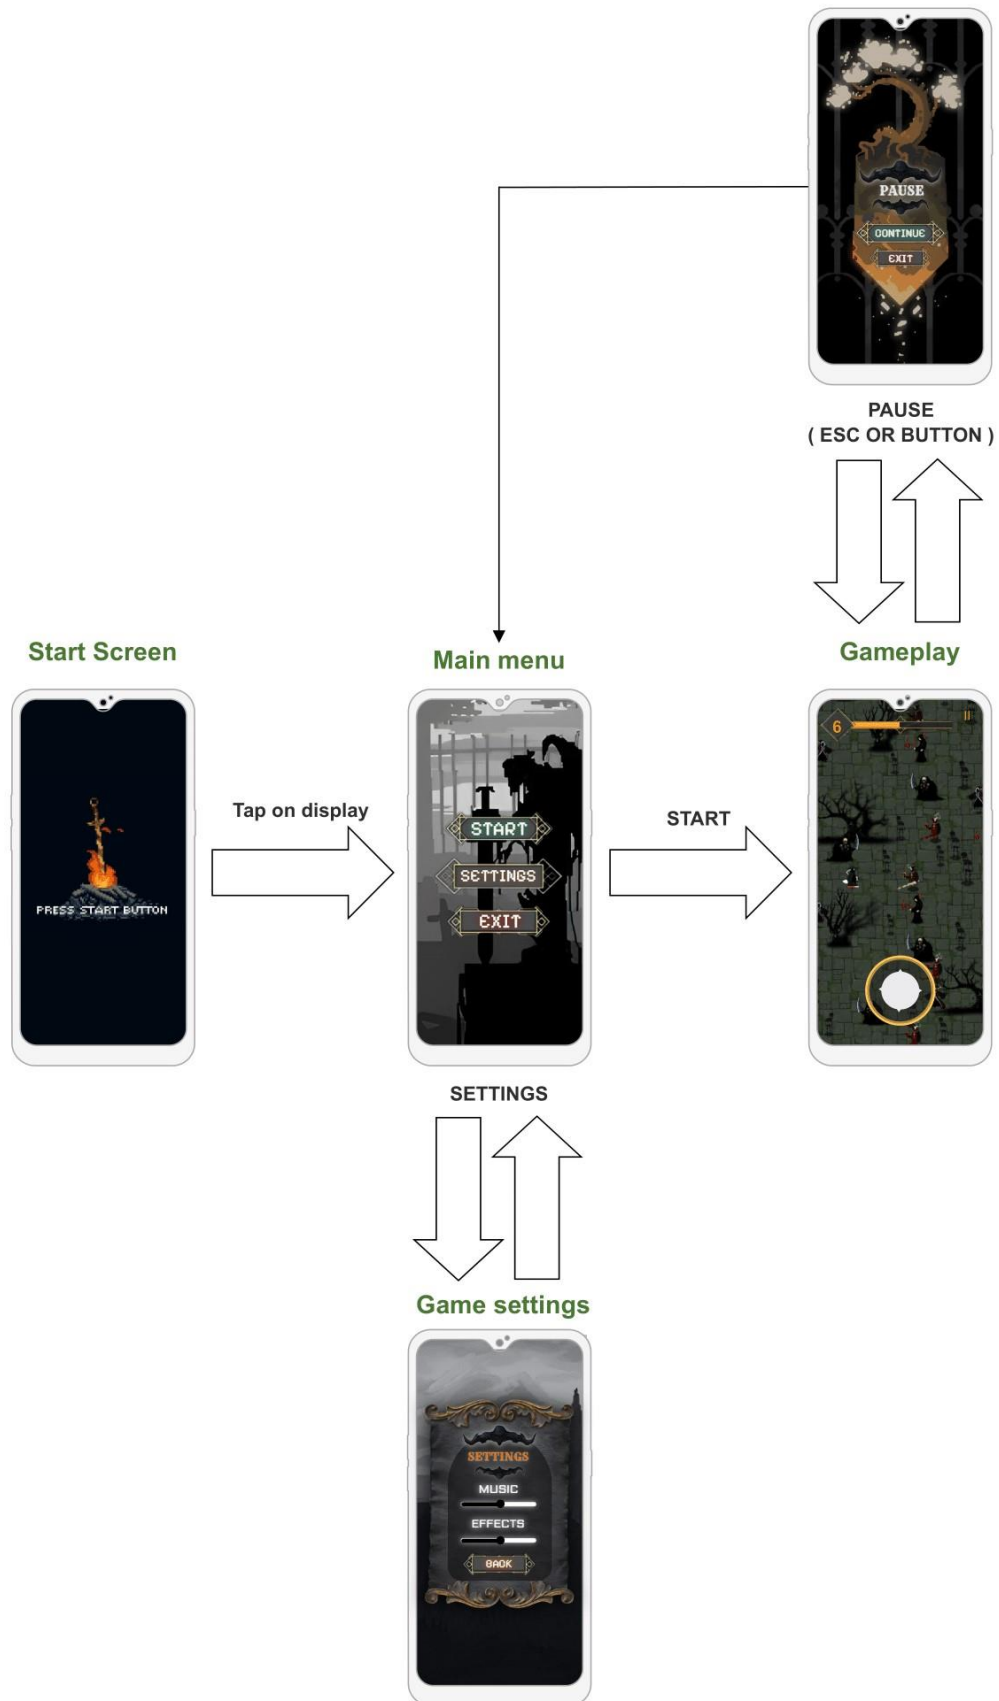 PAUSE
CONTINUE
EXIT
PAUSE
( ESC OR BUTTON )
Start Screen
Main menu
Gameplay
PRESS START BUTTON
Tap on display
START
SETTINGS
EXIT
START
6
SETTINGS
Game settings
SETTINGS
MUSIC
EFFECTS
BACK